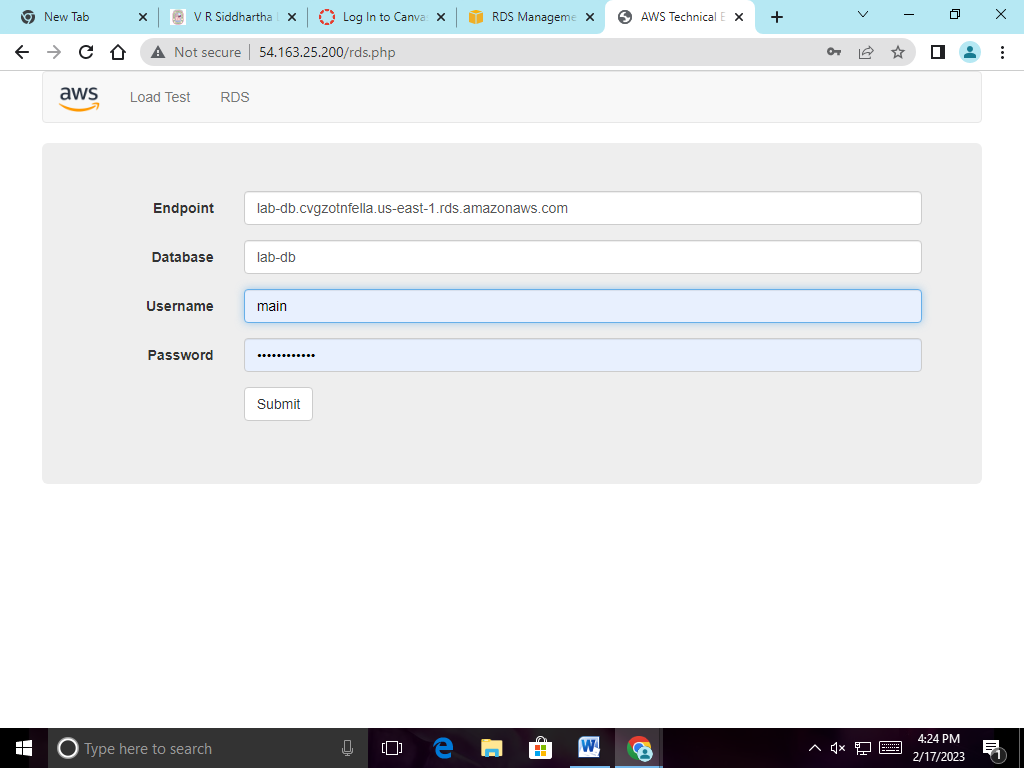 New Tab
V R Siddhartha
Log In to Canva
RDS Manageme
AWS Technical E
Not secure
54.163.25.200/rds.php
aws
Load Test
RDS
Endpoint
lab-db.cvgzotnfella.us-east-1.rds.amazonaws.com
Database
lab-db
Username
main
Password
••••••••••••
Submit
Type here to search
4:24 PM
2/17/2023
1